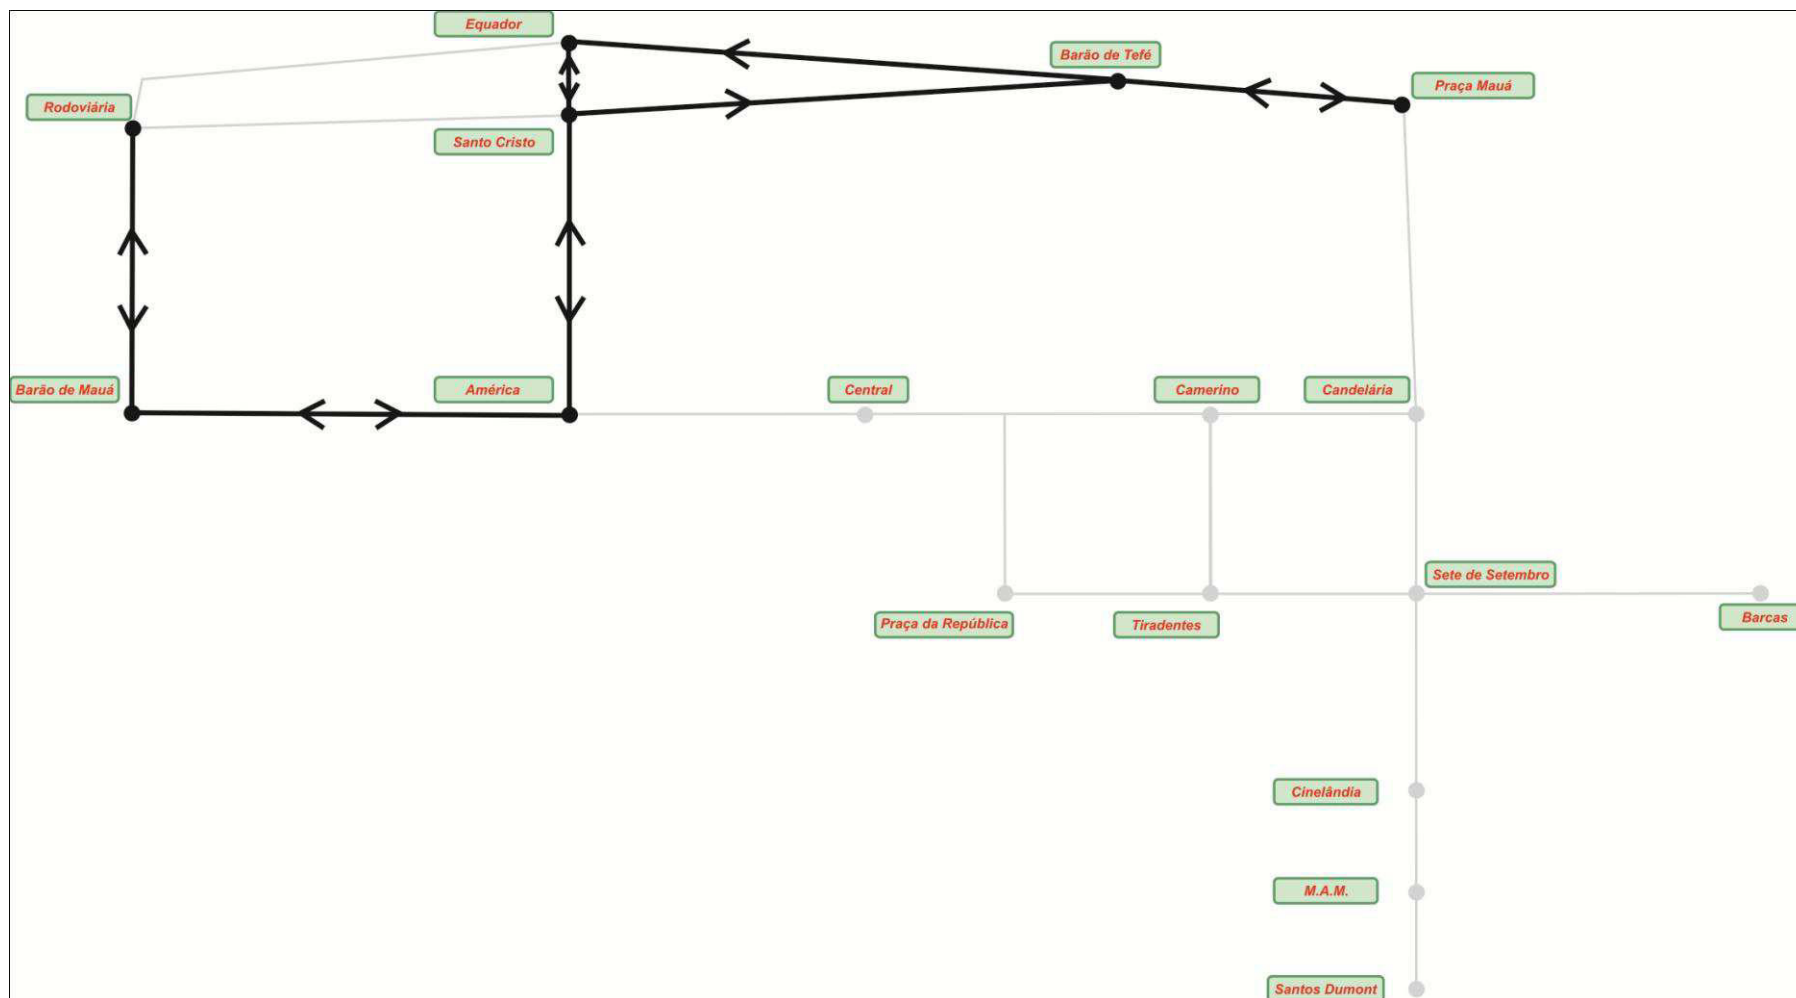 Equador
Barão de Tefé
Praça Mauá
Rodoviária
Santo Cristo
Barão de Mauá
América
Central
Camerino
Candelária
Sete de Setembro
Praça da República
Tiradentes
Barcas
Cinelândia
M.A.M.
Santos Dumont